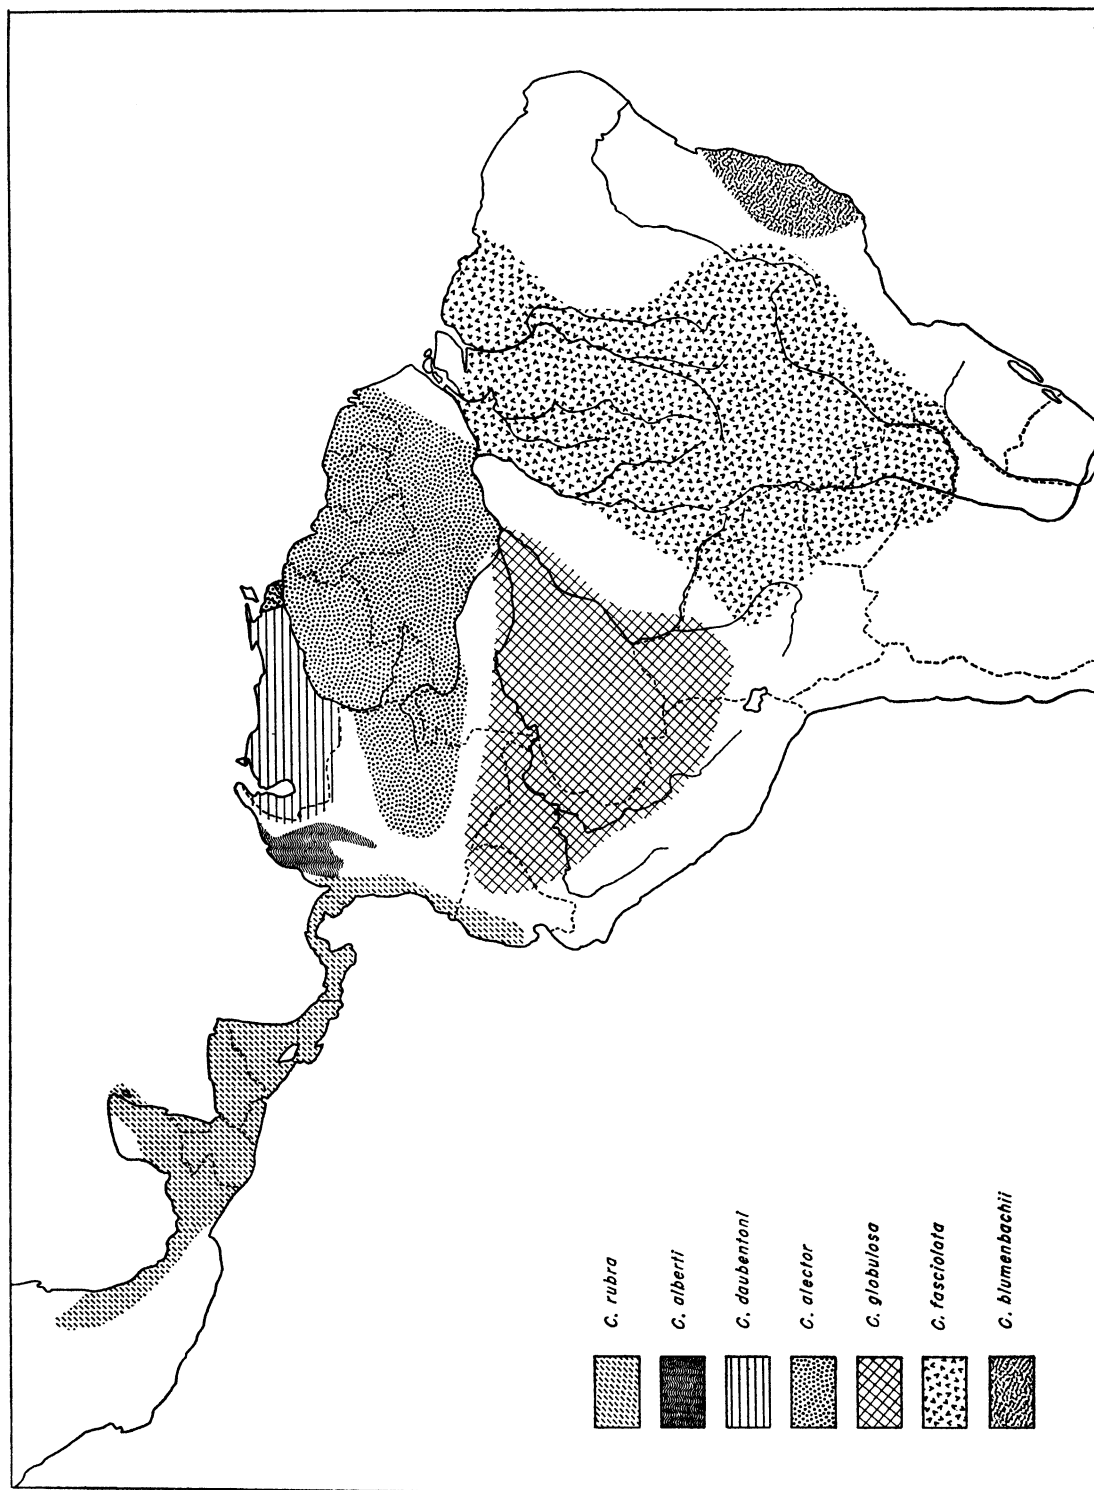 C. rubra
C. alberti
C. daubentoni
C. alector
C. globulosa
C. fasciolata
C. blumenbachii